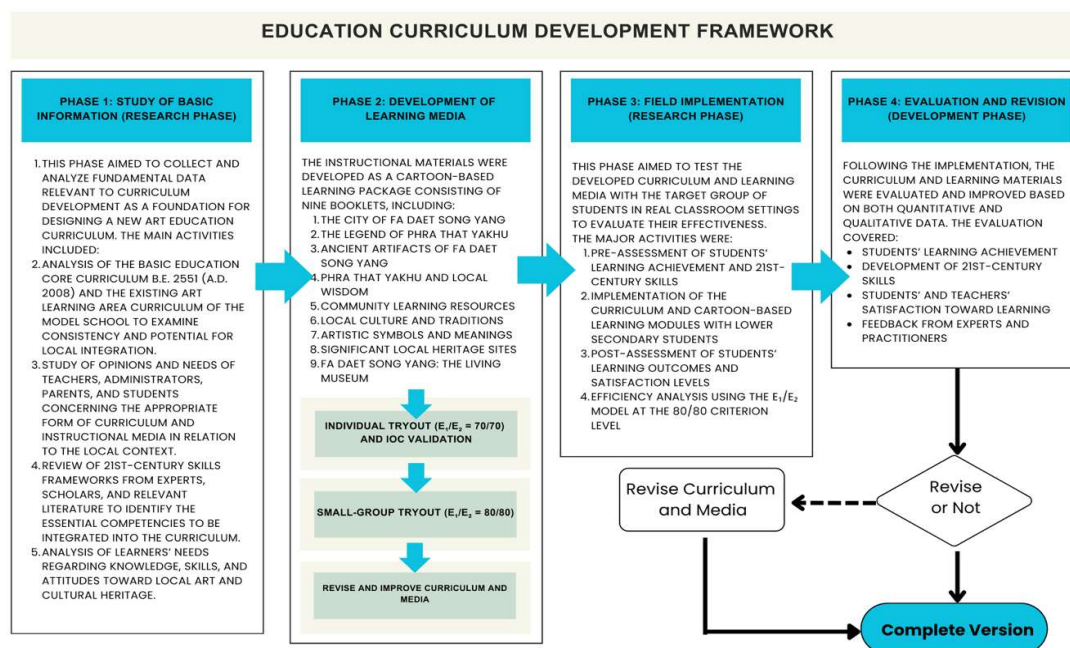 EDUCATION CURRICULUM DEVELOPMENT FRAMEWORK
PHASE 1: STUDY OF BASIC
INFORMATION (RESEARCH PHASE)
1. THIS PHASE AIMED TO COLLECT AND
ANALYZE FUNDAMENTAL DATA
RELEVANT TO CURRICULUM
DEVELOPMENT AS A FOUNDATION FOR
DESIGNING A NEW ART EDUCATION
CURRICULUM. THE MAIN ACTIVITIES
INCLUDED:
2. ANALYSIS OF THE BASIC EDUCATION
CORE CURRICULUM B.E. 2551 (A.D.
2008) AND THE EXISTING ART
LEARNING AREA CURRICULUM OF THE
MODEL SCHOOL TO EXAMINE
CONSISTENCY AND POTENTIAL FOR
LOCAL INTEGRATION.
3. STUDY OF OPINIONS AND NEEDS OF
TEACHERS, ADMINISTRATORS,
PARENTS, AND STUDENTS
CONCERNING THE APPROPRIATE
FORM OF CURRICULUM AND
INSTRUCTIONAL MEDIA IN RELATION
TO THE LOCAL CONTEXT.
4. REVIEW OF 21ST-CENTURY SKILLS
FRAMEWORKS FROM EXPERTS,
SCHOLARS, AND RELEVANT
LITERATURE TO IDENTIFY THE
ESSENTIAL COMPETENCIES TO BE
INTEGRATED INTO THE CURRICULUM.
5. ANALYSIS OF LEARNERS' NEEDS
REGARDING KNOWLEDGE, SKILLS, AND
ATTITUDES TOWARD LOCAL ART AND
CULTURAL HERITAGE.
PHASE 2: DEVELOPMENT OF
LEARNING MEDIA
THE INSTRUCTIONAL MATERIALS WERE
DEVELOPED AS A CARTOON-BASED
LEARNING PACKAGE CONSISTING OF
NINE BOOKLETS, INCLUDING:
1. THE CITY OF FA DAET SONG YANG
2. THE LEGEND OF PHRA THAT YAKHU
3. ANCIENT ARTIFACTS OF FA DAET
SONG YANG
4. PHRA THAT YAKHU AND LOCAL
WISDOM
5. COMMUNITY LEARNING RESOURCES
6. LOCAL CULTURE AND TRADITIONS
7. ARTISTIC SYMBOLS AND MEANINGS
8. SIGNIFICANT LOCAL HERITAGE SITES
9. FA DAET SONG YANG: THE LIVING
MUSEUM
INDIVIDUAL TRYOUT (E₁/E₂ = 70/70)
AND IOC VALIDATION
SMALL-GROUP TRYOUT (E₁/E₂ = 80/80)
REVISE AND IMPROVE CURRICULUM AND
MEDIA
PHASE 3: FIELD IMPLEMENTATION
(RESEARCH PHASE)
THIS PHASE AIMED TO TEST THE
DEVELOPED CURRICULUM AND LEARNING
MEDIA WITH THE TARGET GROUP OF
STUDENTS IN REAL CLASSROOM SETTINGS
TO EVALUATE THEIR EFFECTIVENESS.
THE MAJOR ACTIVITIES WERE:
1. PRE-ASSESSMENT OF STUDENTS'
LEARNING ACHIEVEMENT AND 21ST-
CENTURY SKILLS
2. IMPLEMENTATION OF THE
CURRICULUM AND CARTOON-BASED
LEARNING MODULES WITH LOWER
SECONDARY STUDENTS
3. POST-ASSESSMENT OF STUDENTS'
LEARNING OUTCOMES AND
SATISFACTION LEVELS
4. EFFICIENCY ANALYSIS USING THE E₁/E₂
MODEL AT THE 80/80 CRITERION
LEVEL
PHASE 4: EVALUATION AND REVISION
(DEVELOPMENT PHASE)
FOLLOWING THE IMPLEMENTATION, THE
CURRICULUM AND LEARNING MATERIALS
WERE EVALUATED AND IMPROVED BASED
ON BOTH QUANTITATIVE AND
QUALITATIVE DATA. THE EVALUATION
COVERED:
• STUDENTS' LEARNING ACHIEVEMENT
• DEVELOPMENT OF 21ST-CENTURY
SKILLS
• STUDENTS' AND TEACHERS'
SATISFACTION TOWARD LEARNING
• FEEDBACK FROM EXPERTS AND
PRACTITIONERS
Revise
or Not
Revise Curriculum
and Media
Complete Version